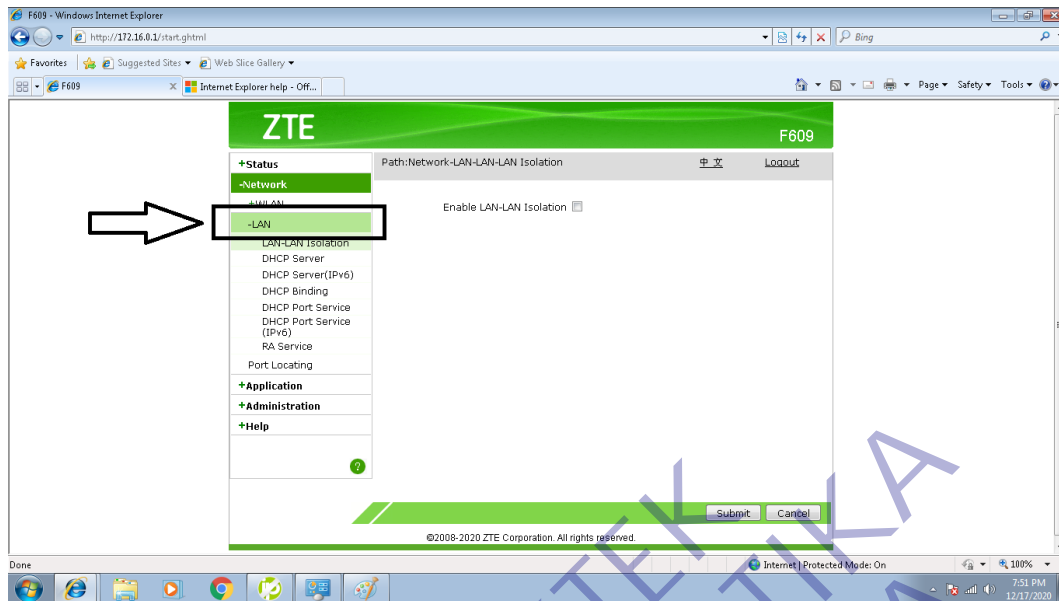 F609 - Windows Internet Explorer
http://172.16.0.1/start.ghtml
Bing
Favorites
Suggested Sites
Web Slice Gallery
F609
Internet Explorer help - Off...
Page
Safety
Tools
ZTE
F609
+Status
Path:Network-LAN-LAN-LAN Isolation
中文
Logout
-Network
+WLAN
Enable LAN-LAN Isolation
-LAN
LAN-LAN Isolation
DHCP Server
DHCP Server(IPv6)
DHCP Binding
DHCP Port Service
DHCP Port Service
(IPv6)
RA Service
Port Locating
+Application
+Administration
+Help
?
Submit
Cancel
©2008-2020 ZTE Corporation. All rights reserved.
Done
Internet | Protected Mode: On
100%
7:51 PM
12/17/2020